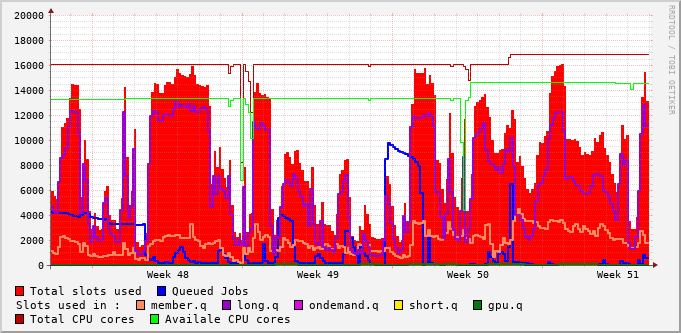 RRDTOOL / TOBI OETIKER
20000
18000
16000
14000
12000
10000
8000
6000
4000
2000
0
Week 48 Week 49 Week 50 Week 51
Total slots used Queued Jobs
Slots used in : member.q long.q ondemand.q short.q gpu.q
Total CPU cores Availale CPU cores